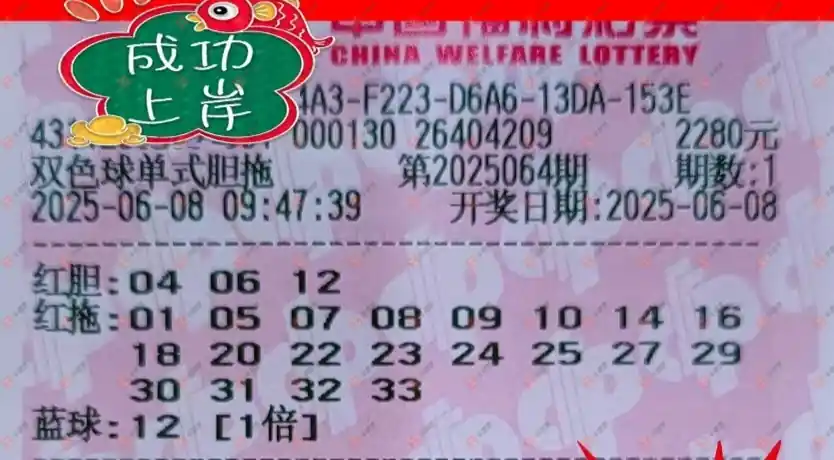 成功
上岸
CHINA WELFARE LOTTERY
4A3-F223-D6A6-13DA-153E
000130 26404209 2280元
双色球单式胆拖 第2025064期 期数:1
2025-06-08 09:47:39 开奖日期:2025-06-08
红胆:04 06 12
红拖:01 05 07 08 09 10 14 16
18 20 22 23 24 25 27 29
30 31 32 33
蓝球:12 [1倍]